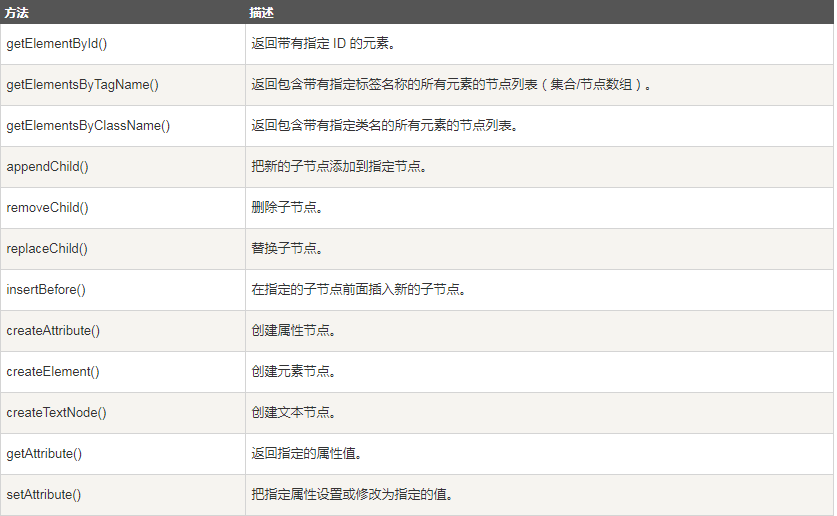 方法 描述
getElementById() 返回带有指定 ID 的元素。
getElementsByTagName() 返回包含带有指定标签名称的所有元素的节点列表（集合/节点数组）。
getElementsByClassName() 返回包含带有指定类名的所有元素的节点列表。
appendChild() 把新的子节点添加到指定节点。
removeChild() 删除子节点。
replaceChild() 替换子节点。
insertBefore() 在指定的子节点前面插入新的子节点。
createAttribute() 创建属性节点。
createElement() 创建元素节点。
createTextNode() 创建文本节点。
getAttribute() 返回指定的属性值。
setAttribute() 把指定属性设置或修改为指定的值。